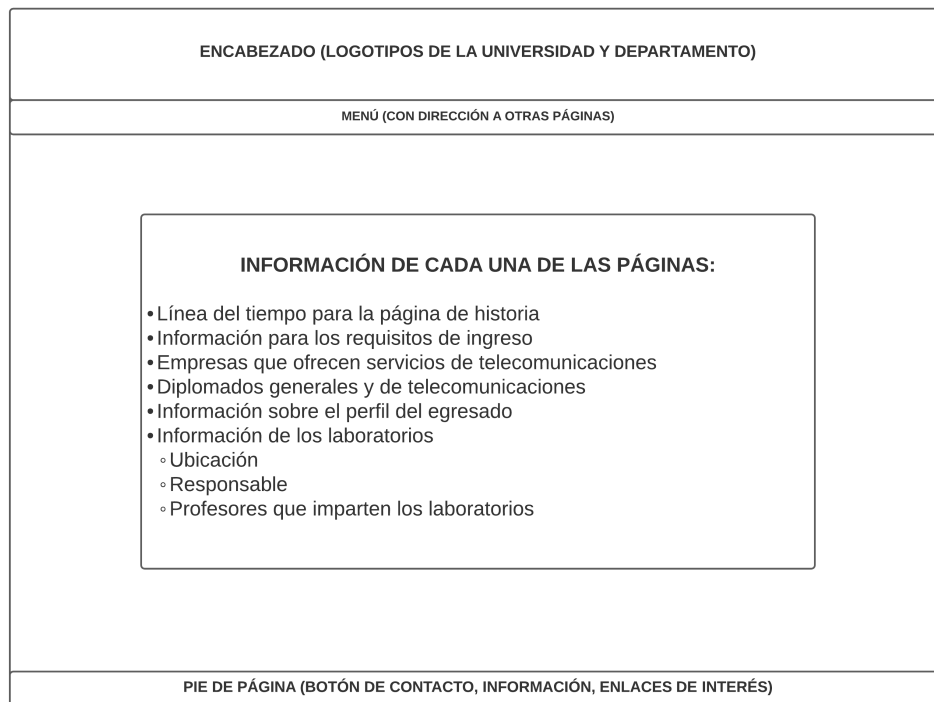 ENCABEZADO (LOGOTIPOS DE LA UNIVERSIDAD Y DEPARTAMENTO)
MENÚ (CON DIRECCIÓN A OTRAS PÁGINAS)
INFORMACIÓN DE CADA UNA DE LAS PÁGINAS:
•Línea del tiempo para la página de historia
•Información para los requisitos de ingreso
•Empresas que ofrecen servicios de telecomunicaciones
•Diplomados generales y de telecomunicaciones
•Información sobre el perfil del egresado
•Información de los laboratorios
◦Ubicación
◦Responsable
◦Profesores que imparten los laboratorios
PIE DE PÁGINA (BOTÓN DE CONTACTO, INFORMACIÓN, ENLACES DE INTERÉS)